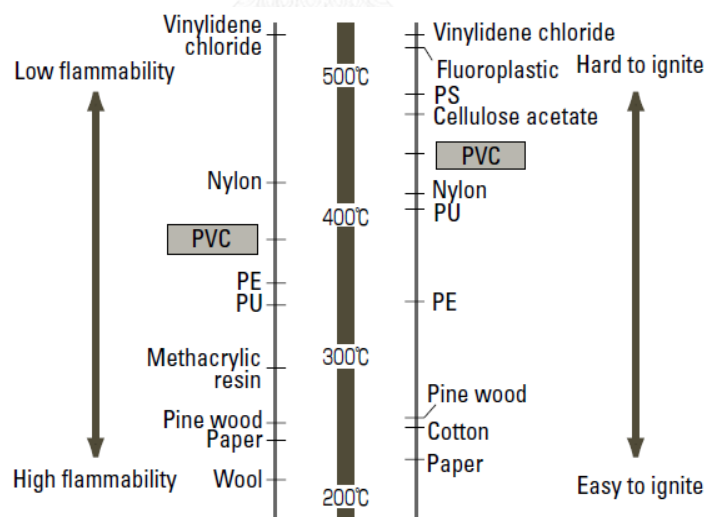 Vinylidene
chloride
Low flammability
Nylon
PVC
PE
PU
Methacrylic
resin
Pine wood
Paper
High flammability
Wool
500℃
400℃
300℃
200℃
Vinylidene chloride
Fluoroplastic
Hard to ignite
PS
Cellulose acetate
PVC
Nylon
PU
PE
Pine wood
Cotton
Paper
Easy to ignite